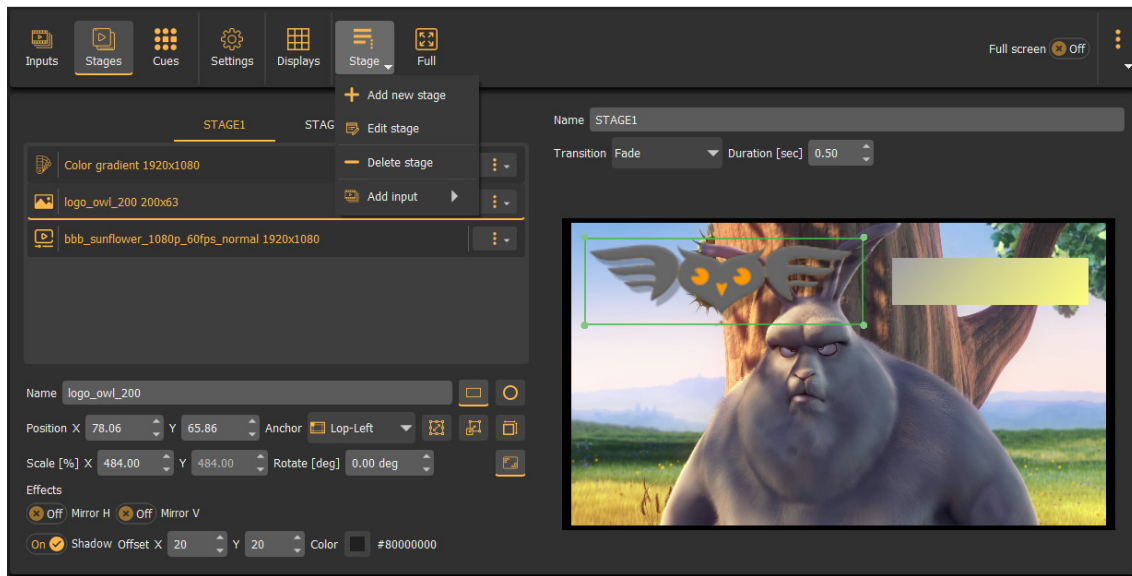 Inputs Stages Cues Settings Displays Stage Full Full screen Off
Add new stage
Edit stage
Delete stage
Add input
STAGE1 STAG
Color gradient 1920x1080
logo_owl_200 200x63
bbb_sunflower_1080p_60fps_normal 1920x1080
Name STAGE1
Transition Fade Duration [sec] 0.50
Name logo_owl_200
Position X 78.06 Y 65.86 Anchor Lop-Left
Scale [%] X 484.00 Y 484.00 Rotate [deg] 0.00 deg
Effects
Off Mirror H Off Mirror V
On Shadow Offset X 20 Y 20 Color #80000000